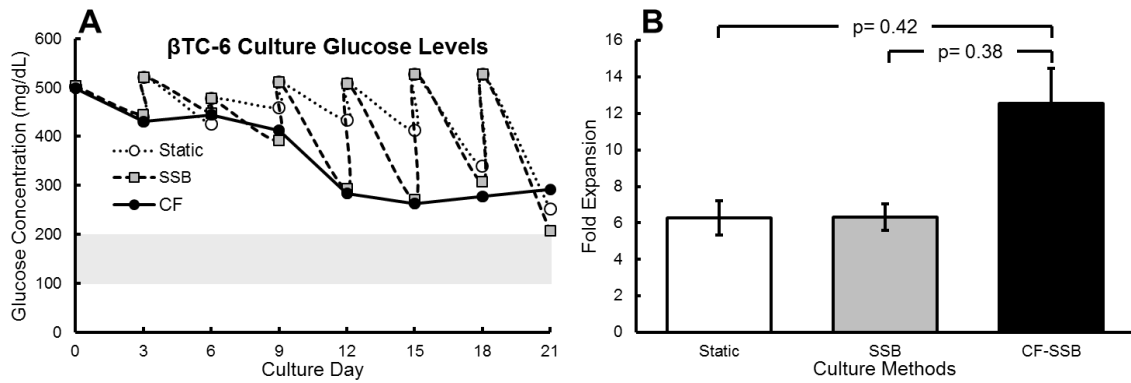 A
βTC-6 Culture Glucose Levels
Glucose Concentration (mg/dL)
600
500
400
300
200
100
0
Static
SSB
CF
0 3 6 9 12 15 18 21
Culture Day
B
p= 0.42
p= 0.38
Fold Expansion
16
14
12
10
8
6
4
2
0
Static SSB CF-SSB
Culture Methods